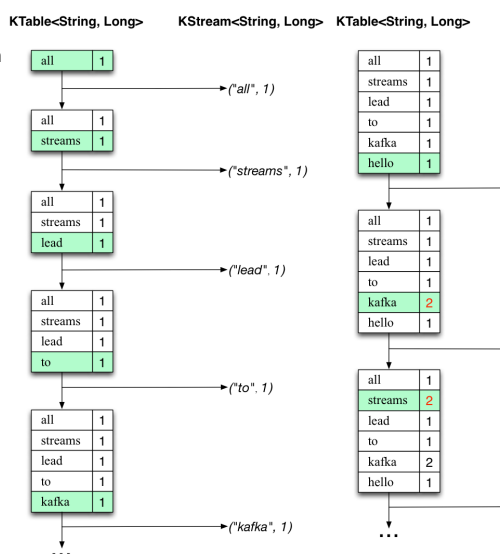 KTable<String, Long>
all 1
all 1
streams 1
all 1
streams 1
lead 1
all 1
streams 1
lead 1
to 1
all 1
streams 1
lead 1
to 1
kafka 1
...
KStream<String, Long>
("all", 1)
("streams", 1)
("lead", 1)
("to", 1)
("kafka", 1)
KTable<String, Long>
all 1
streams 1
lead 1
to 1
kafka 1
hello 1
all 1
streams 1
lead 1
to 1
kafka 2
hello 1
all 1
streams 2
lead 1
to 1
kafka 2
hello 1
...